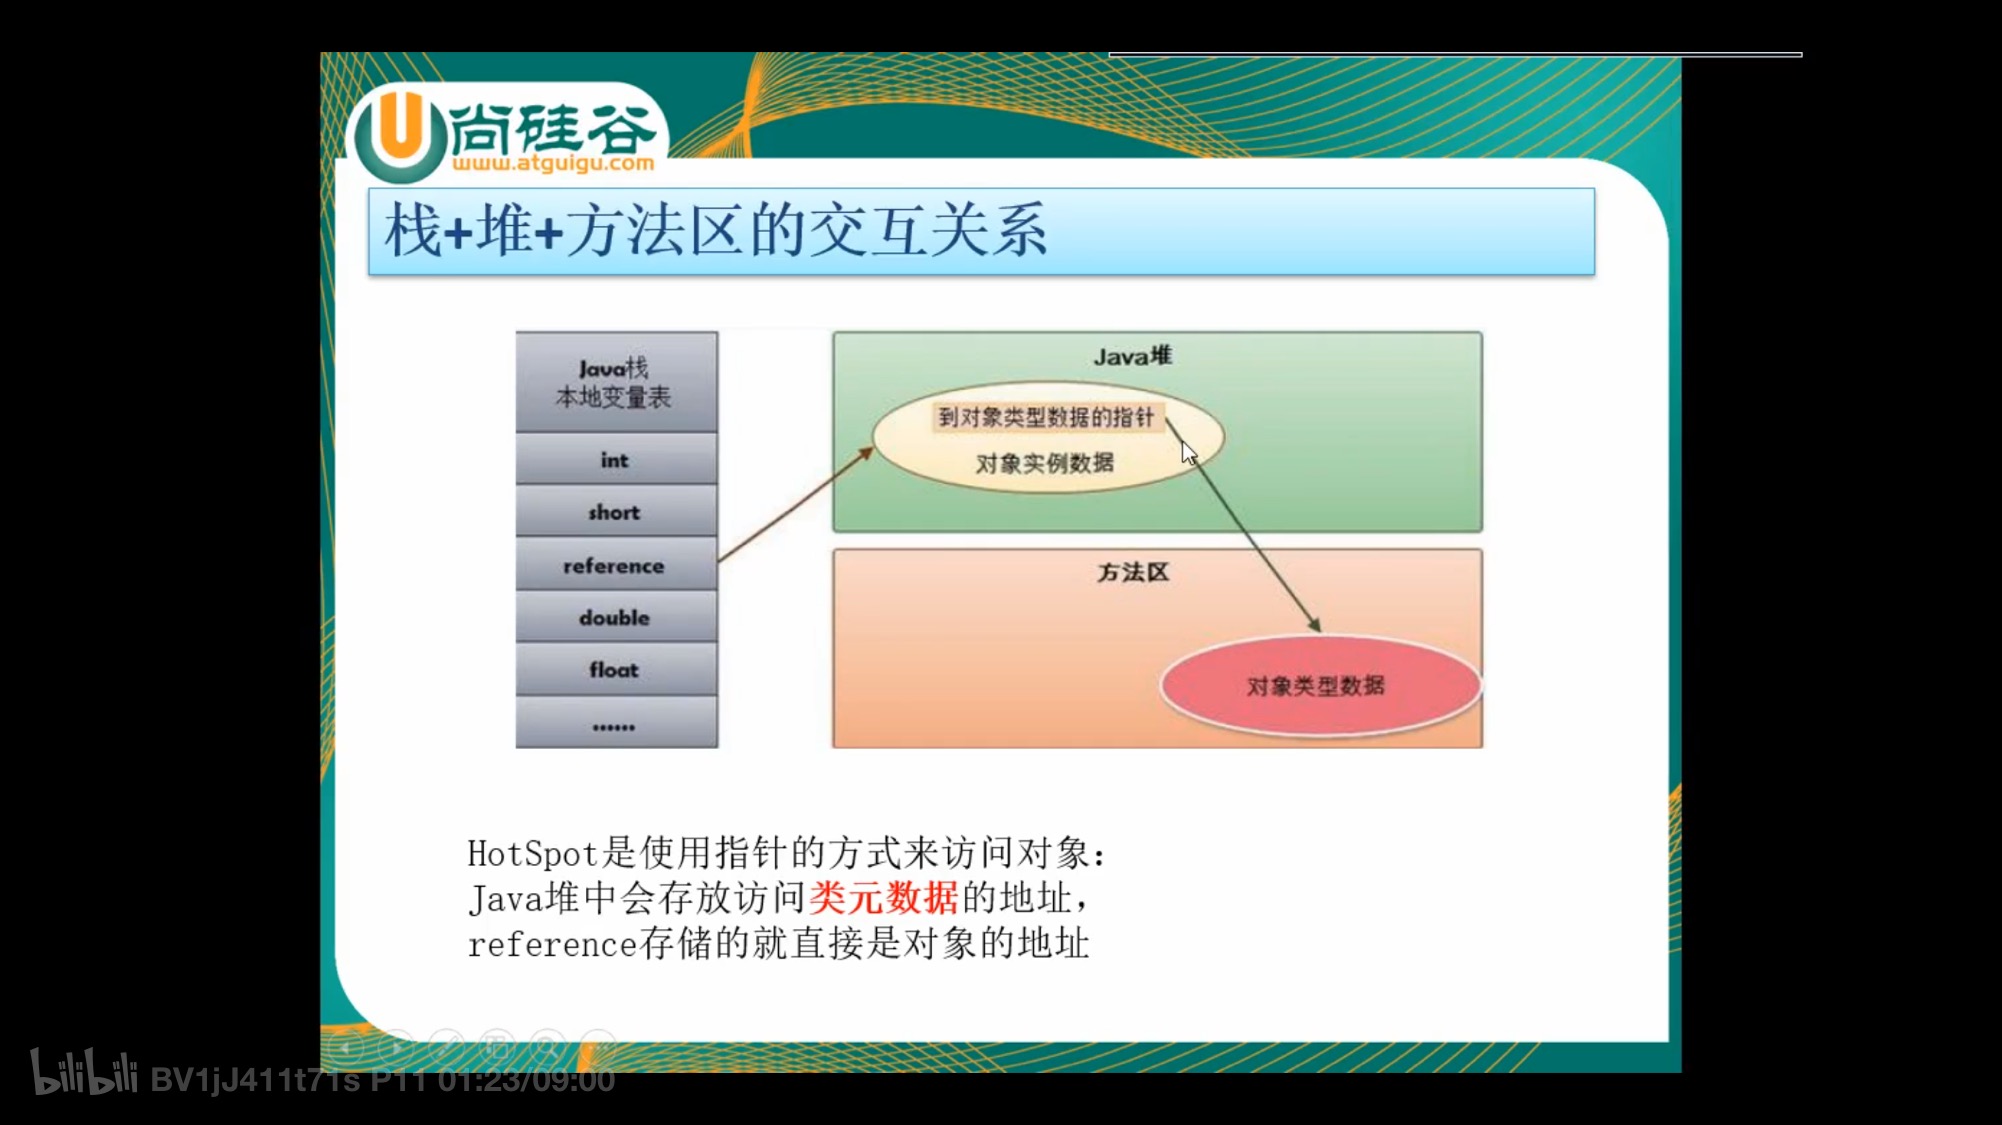 尚硅谷
www.atguigu.com
栈+堆+方法区的交互关系
Java栈
本地变量表
int
short
reference
double
float
......
Java堆
到对象类型数据的指针
对象实例数据
方法区
对象类型数据
HotSpot是使用指针的方式来访问对象：
Java堆中会存放访问类元数据的地址，
reference存储的就直接是对象的地址
bilibili BV1jJ411t71s P11 01:23/09:00